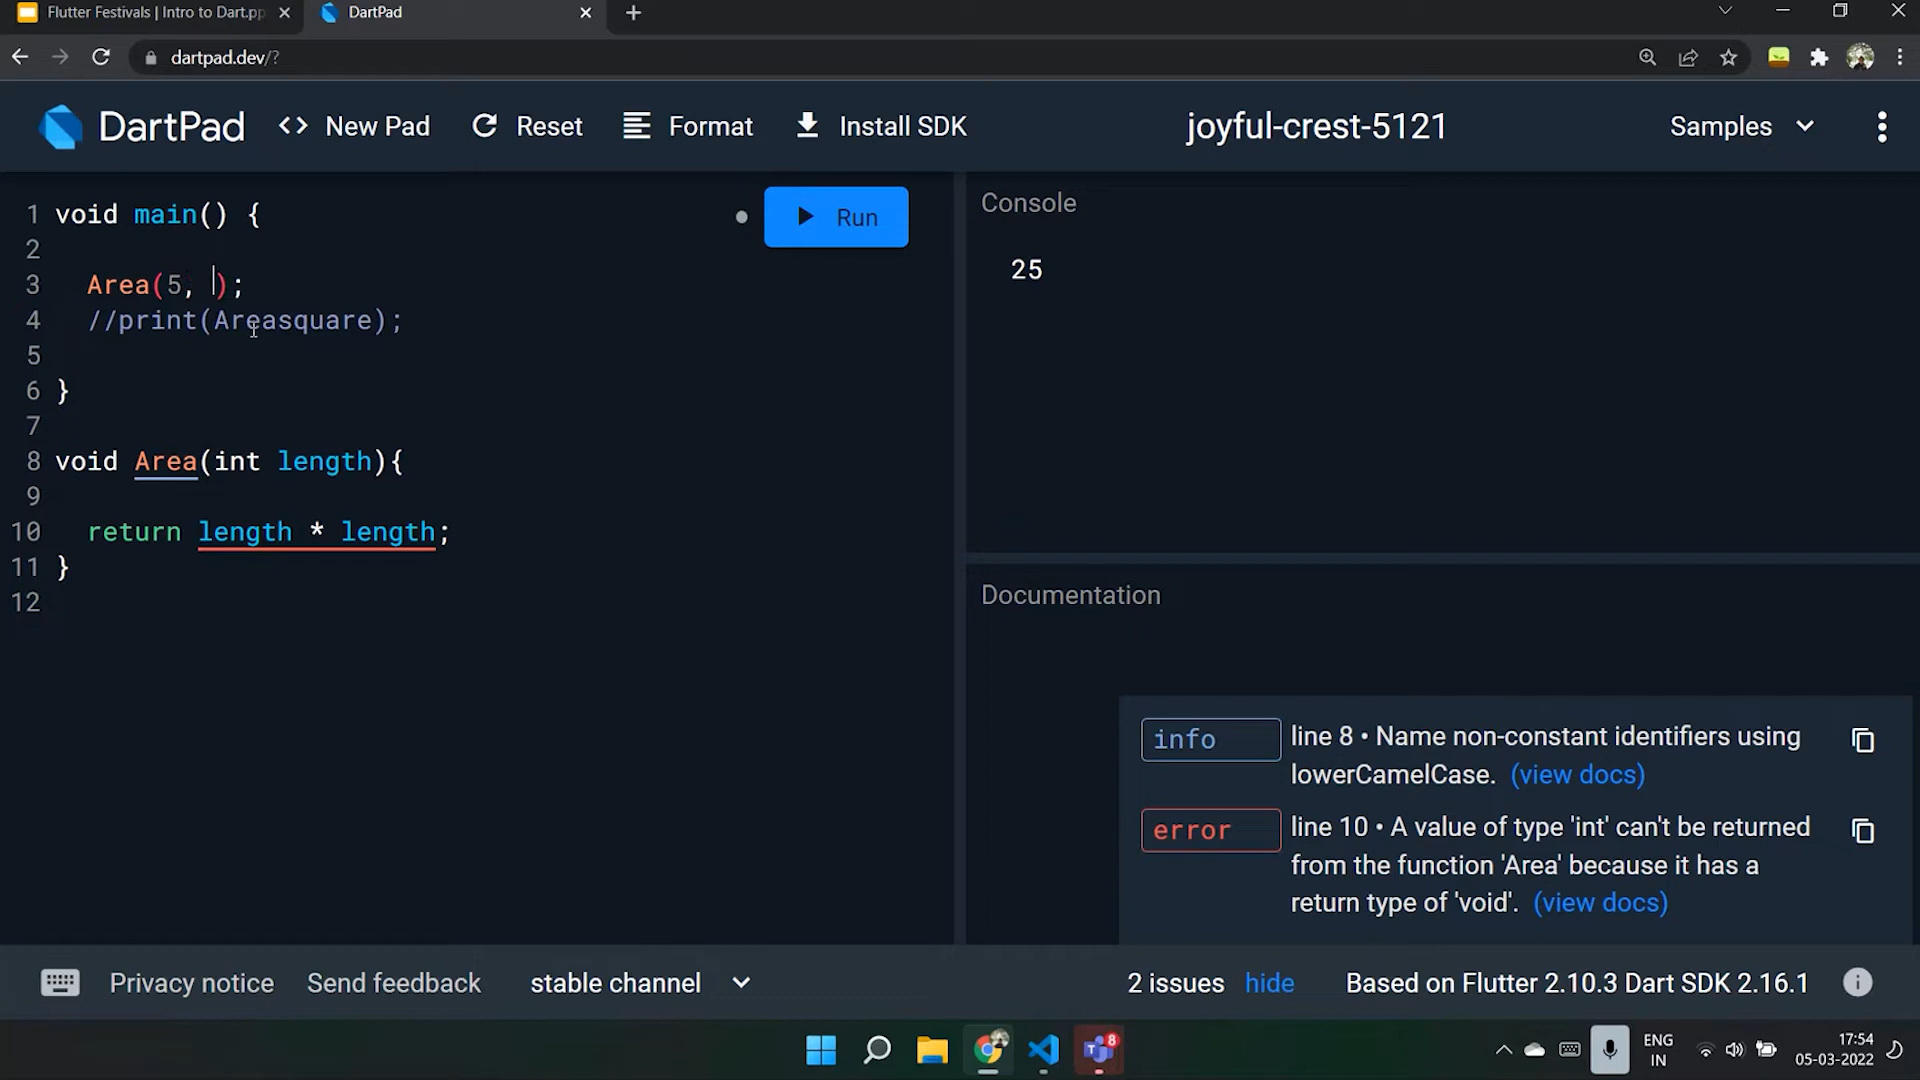 Flutter Festivals | Intro to Dart.pp
DartPad
dartpad.dev/?
DartPad
<> New Pad
Reset
Format
Install SDK
joyful-crest-5121
Samples
1 void main() {
2
3 Area(5, );
4 //print(Areasquare);
5
6 }
7
8 void Area(int length){
9
10 return length * length;
11 }
12
Run
Console
25
Documentation
info line 8 • Name non-constant identifiers using
lowerCamelCase. (view docs)
error line 10 • A value of type 'int' can't be returned
from the function 'Area' because it has a
return type of 'void'. (view docs)
Privacy notice
Send feedback
stable channel
2 issues hide
Based on Flutter 2.10.3 Dart SDK 2.16.1
8
ENG
IN
17:54
05-03-2022